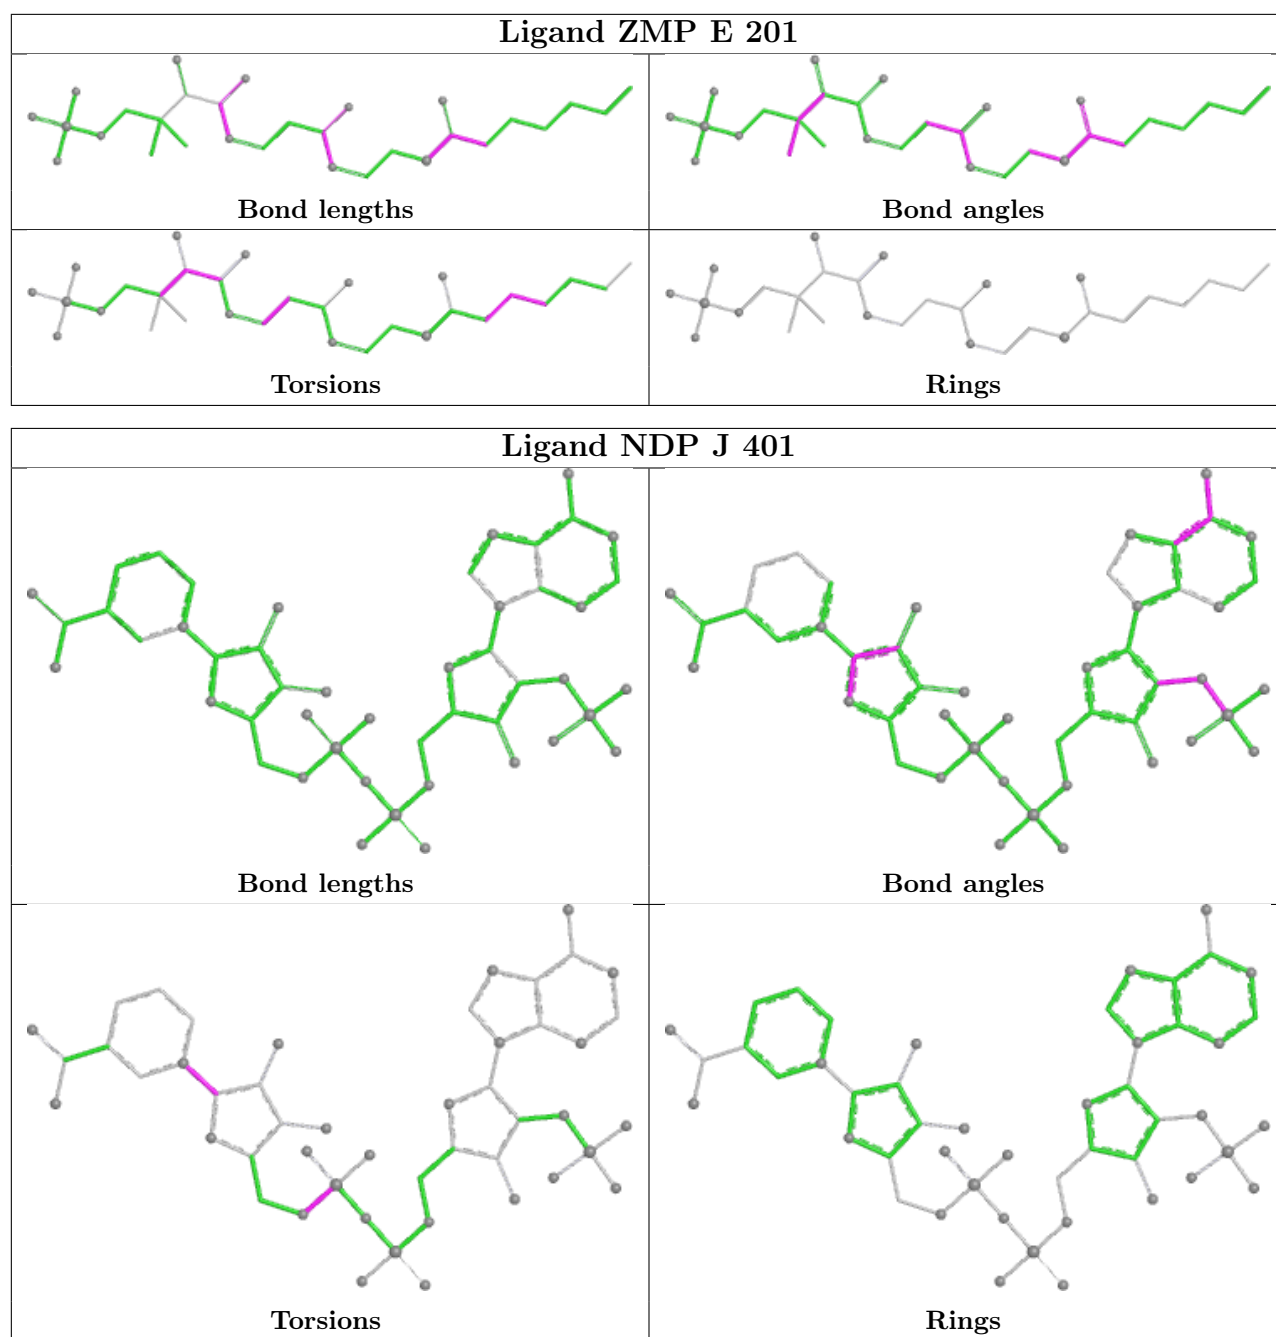 Ligand ZMP E 201
Bond lengths
Bond angles
Torsions
Rings
Ligand NDP J 401
Bond lengths
Bond angles
Torsions
Rings